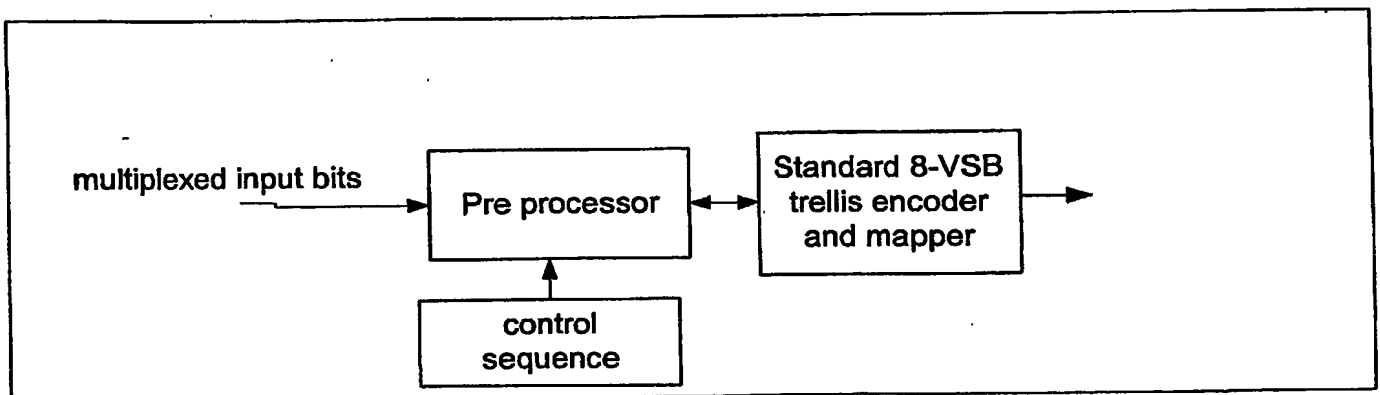 multiplexed input bits
Pre processor
Standard 8-VSB
trellis encoder
and mapper
control
sequence